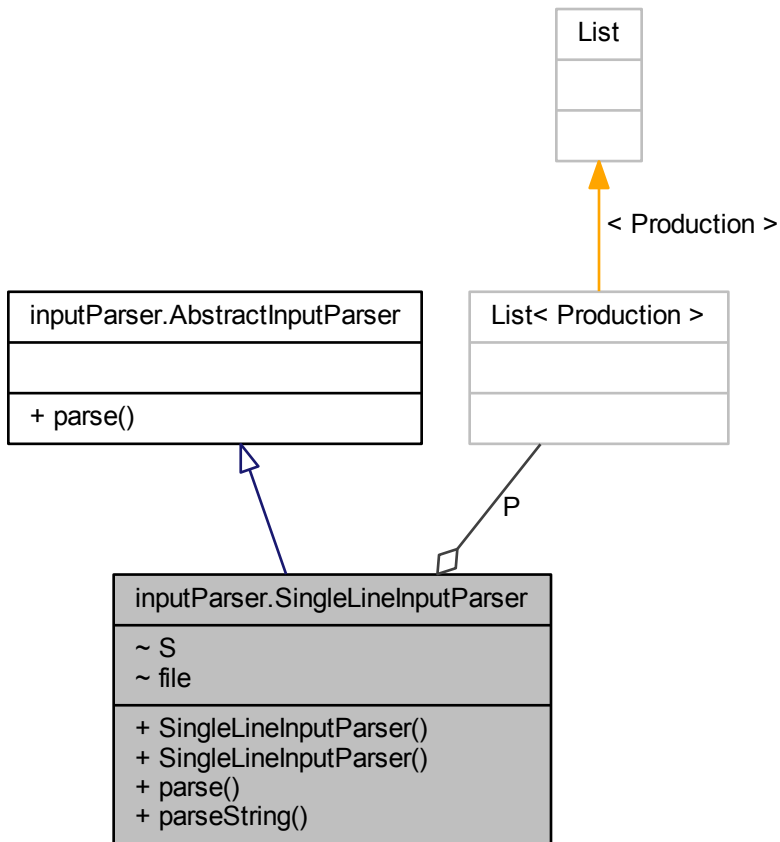 List
< Production >
inputParser.AbstractInputParser
+ parse()
List< Production >
P
inputParser.SingleLineInputParser
~ S
~ file
+ SingleLineInputParser()
+ SingleLineInputParser()
+ parse()
+ parseString()